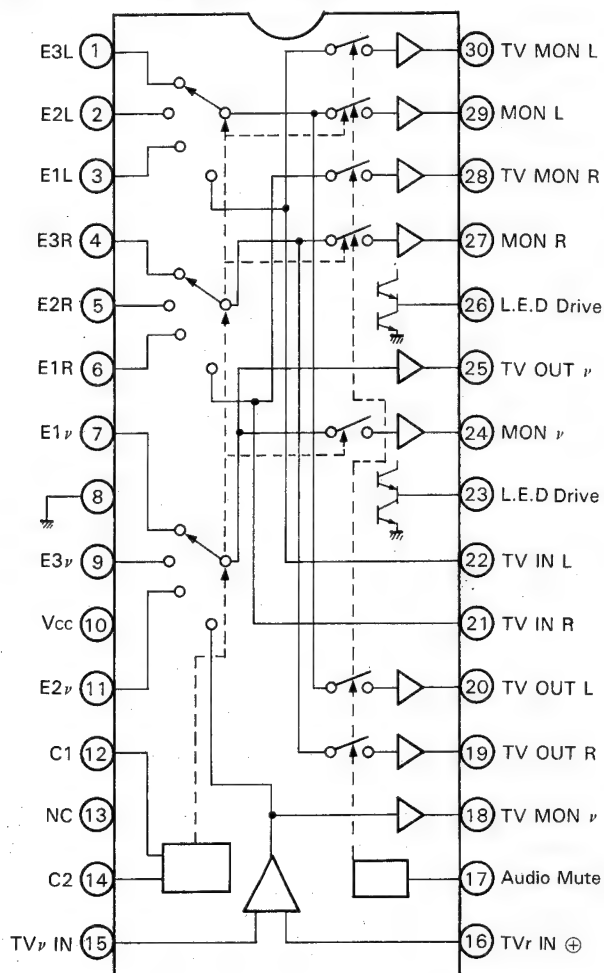 E3L 1
E2L 2
E1L 3
E3R 4
E2R 5
E1R 6
E1ν 7
8
E3ν 9
Vcc 10
E2ν 11
C1 12
NC 13
C2 14
TVν IN 15
30 TV MON L
29 MON L
28 TV MON R
27 MON R
26 L.E.D Drive
25 TV OUT ν
24 MON ν
23 L.E.D Drive
22 TV IN L
21 TV IN R
20 TV OUT L
19 TV OUT R
18 TV MON ν
17 Audio Mute
16 TVr IN ⊕